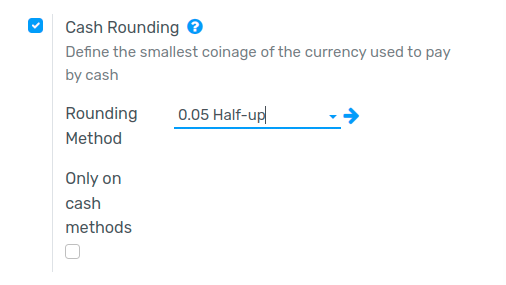 Cash Rounding ?
Define the smallest coinage of the currency used to pay
by cash
Rounding
Method
0.05 Half-up
Only on
cash
methods